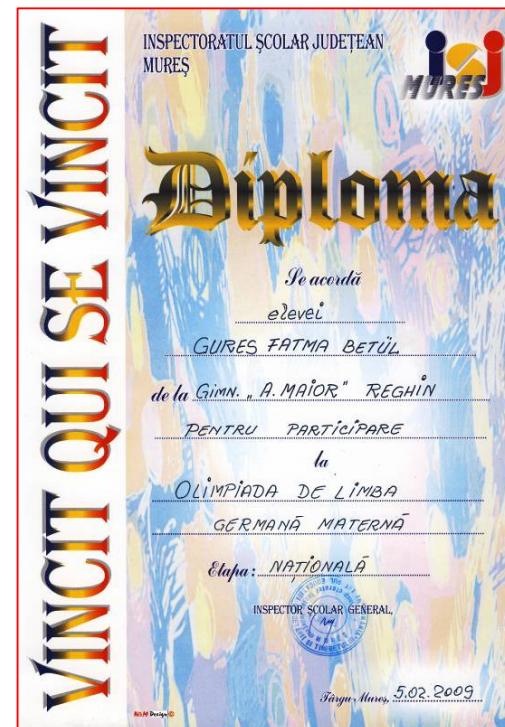 VINCIT QUI SE VINCIT
INSPECTORATUL ŞCOLAR JUDEŢEAN
MUREŞ
isj
MUREŞ
Diploma
Se acordă
elevei
GURES FATMA BETÜL
de la GIMN. „A. MAIOR" REGHIN
PENTRU PARTICIPARE
la
OLIMPIADA DE LIMBA
GERMANĂ MATERNĂ
Etapa: NAŢIONALĂ
INSPECTOR ŞCOLAR GENERAL,
Târgu-Mureş, 5.02.2009
Design ©